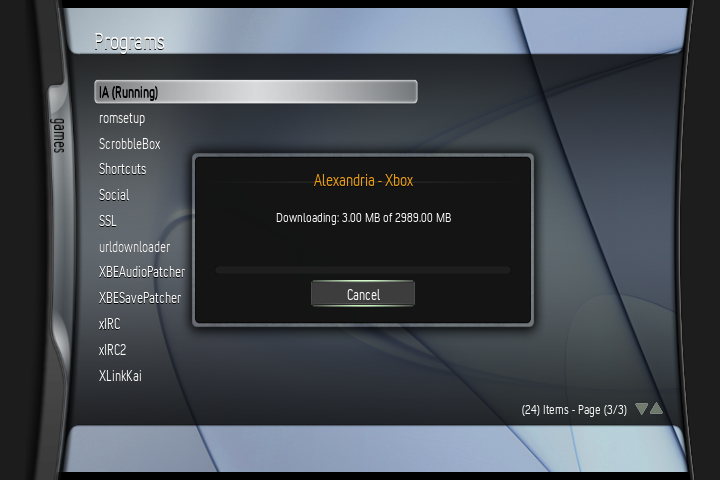 Programs
games
IA (Running)
romsetup
ScrobbleBox
Shortcuts
Social
SSL
urldownloader
XBEAudioPatcher
XBESavePatcher
xIRC
xIRC2
XLinkKai
Alexandria - Xbox
Downloading: 3.00 MB of 2989.00 MB
Cancel
(24) Items - Page (3/3)